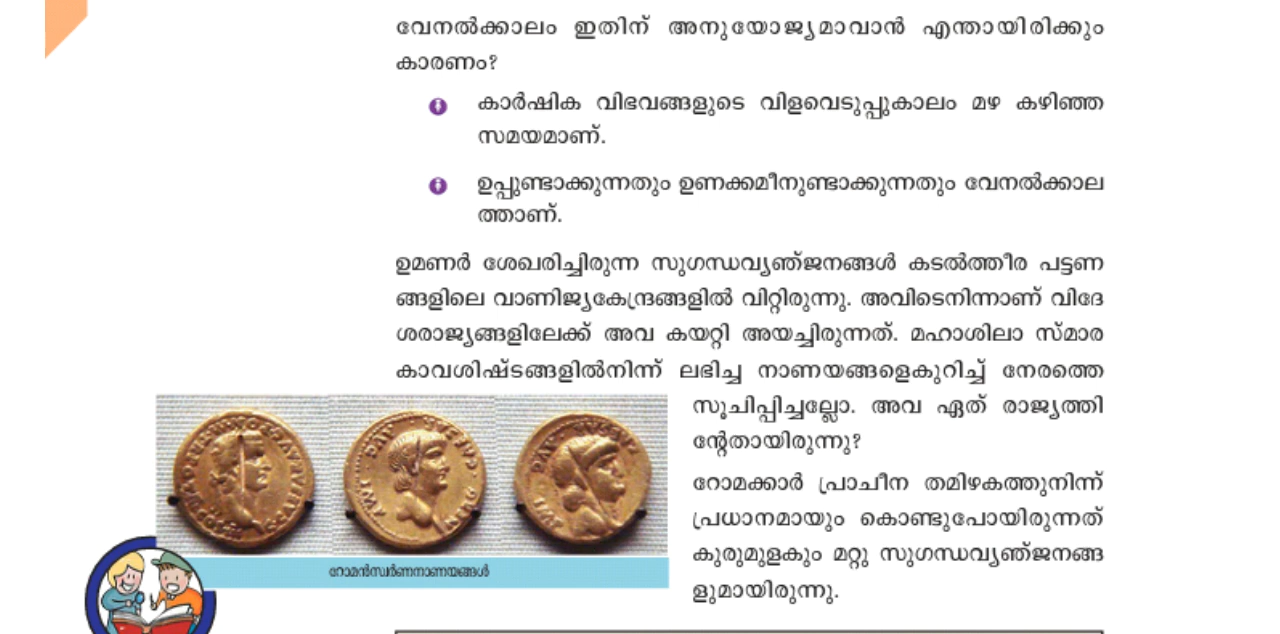 വേനൽക്കാലം ഇതിന് അനുയോജ്യമാവാൻ എന്തായിരിക്കും
കാരണം?
കാർഷിക വിഭവങ്ങളുടെ വിളവെടുപ്പുകാലം മഴ കഴിഞ്ഞ
സമയമാണ്.
ഉപ്പുണ്ടാക്കുന്നതും ഉണക്കമീനുണ്ടാക്കുന്നതും വേനൽക്കാല
ത്താണ്.
ഉമണർ ശേഖരിച്ചിരുന്ന സുഗന്ധവ്യഞ്ജനങ്ങൾ കടൽത്തീര പട്ടണ
ങ്ങളിലെ വാണിജ്യകേന്ദ്രങ്ങളിൽ വിറ്റിരുന്നു. അവിടെനിന്നാണ് വിദേ
ശരാജ്യങ്ങളിലേക്ക് അവ കയറ്റി അയച്ചിരുന്നത്. മഹാശിലാ സ്മാര
കാവശിഷ്ടങ്ങളിൽനിന്ന് ലഭിച്ച നാണയങ്ങളെകുറിച്ച് നേരത്തെ
സൂചിപ്പിച്ചല്ലോ. അവ ഏത് രാജ്യത്തി
ന്റേതായിരുന്നു?
റോമക്കാർ പ്രാചീന തമിഴകത്തുനിന്ന്
പ്രധാനമായും കൊണ്ടുപോയിരുന്നത്
കുരുമുളകും മറ്റു സുഗന്ധവ്യഞ്ജനങ്ങ
ളുമായിരുന്നു.
റോമൻസ്വർണനാണയങ്ങൾ